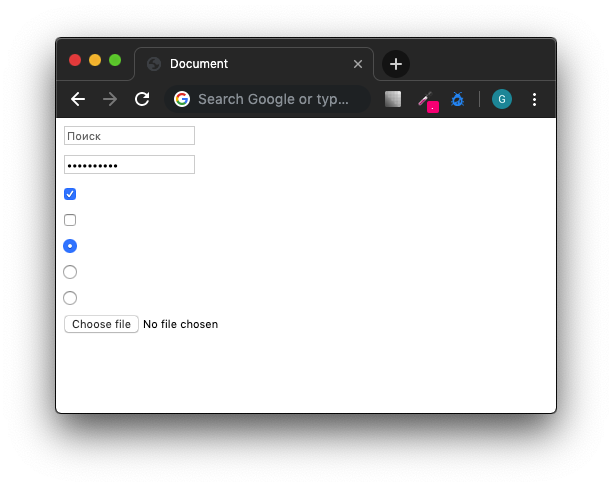 Document
Search Google or typ...
G
Поиск
••••••••••
Choose file No file chosen